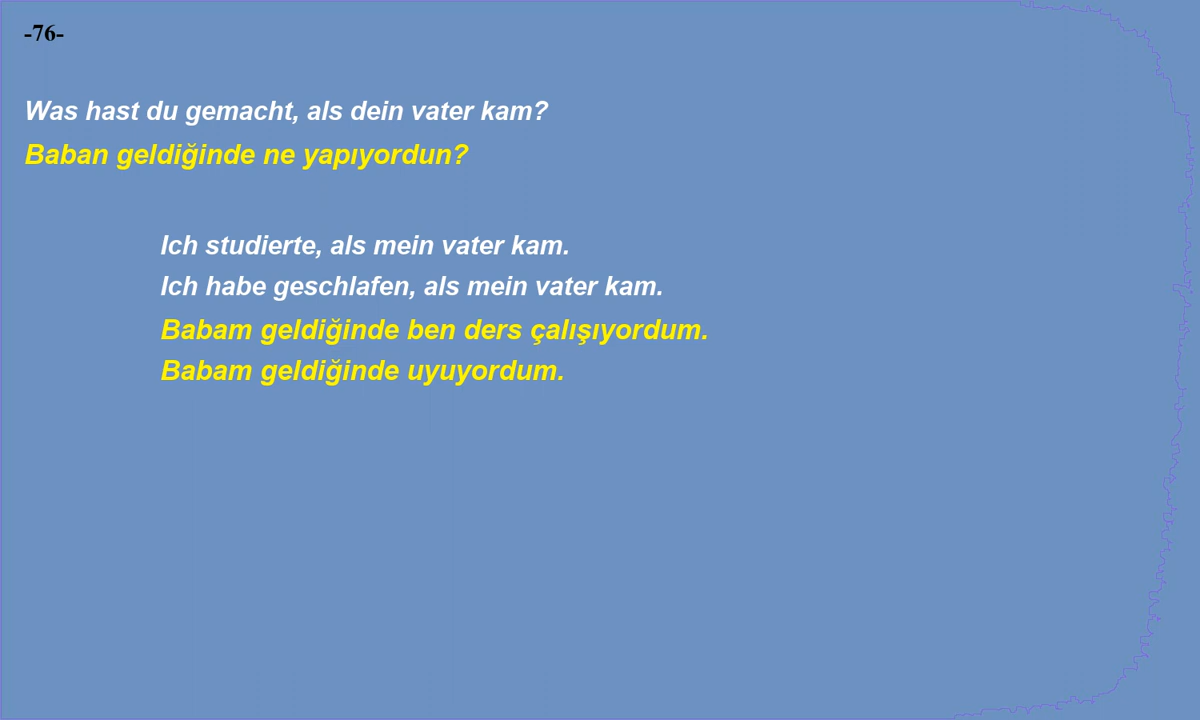 -76-
Was hast du gemacht, als dein vater kam?
Baban geldiğinde ne yapıyordun?
Ich studierte, als mein vater kam.
Ich habe geschlafen, als mein vater kam.
Babam geldiğinde ben ders çalışıyordum.
Babam geldiğinde uyuyordum.